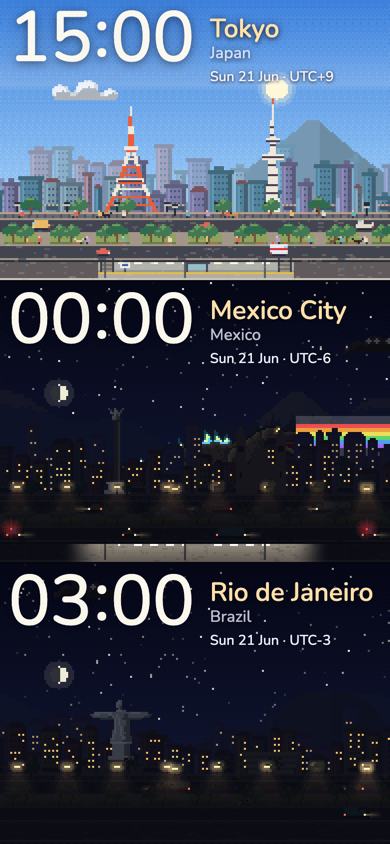 15:00
Tokyo
Japan
Sun 21 Jun · UTC+9
00:00
Mexico City
Mexico
Sun 21 Jun · UTC-6
03:00
Rio de Janeiro
Brazil
Sun 21 Jun · UTC-3